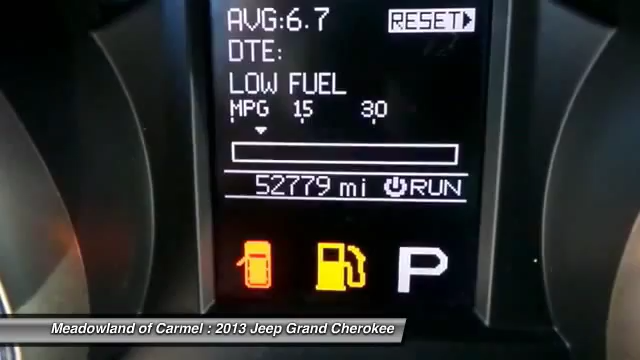 AVG:6.7 RESET
DTE:
LOW FUEL
MPG 15 30
52779 mi RUN
P
Meadowland of Carmel : 2013 Jeep Grand Cherokee